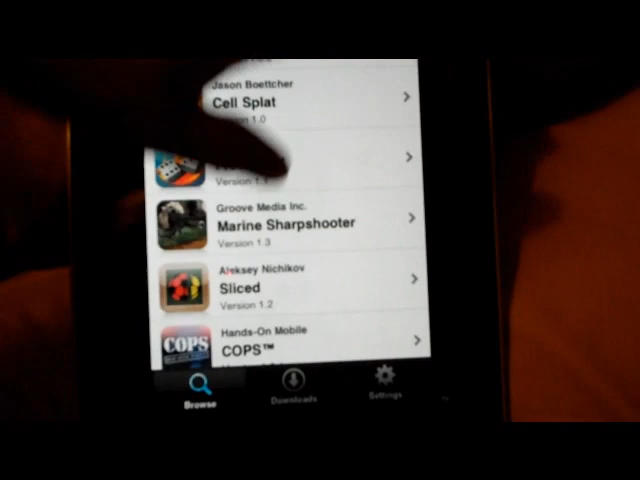 Jason Boettcher
Cell Splat
1.0
Version 1.1
Groove Media Inc.
Marine Sharpshooter
Version 1.3
Aleksey Nichikov
Sliced
Version 1.2
Hands-On Mobile
COPS
COPS™
Browse
Downloads
Settings